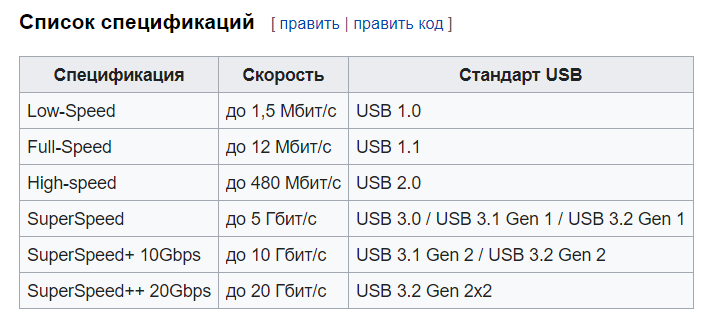 Список спецификаций [ править | править код ]
Спецификация Скорость Стандарт USB
Low-Speed до 1,5 Мбит/с USB 1.0
Full-Speed до 12 Мбит/с USB 1.1
High-speed до 480 Мбит/с USB 2.0
SuperSpeed до 5 Гбит/с USB 3.0 / USB 3.1 Gen 1 / USB 3.2 Gen 1
SuperSpeed+ 10Gbps до 10 Гбит/с USB 3.1 Gen 2 / USB 3.2 Gen 2
SuperSpeed++ 20Gbps до 20 Гбит/с USB 3.2 Gen 2x2